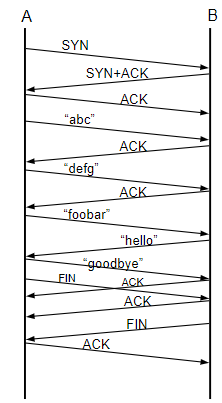 A
B
SYN
SYN+ACK
ACK
“abc”
ACK
“defg”
ACK
“foobar”
“hello”
“goodbye”
FIN
ACK
ACK
FIN
ACK